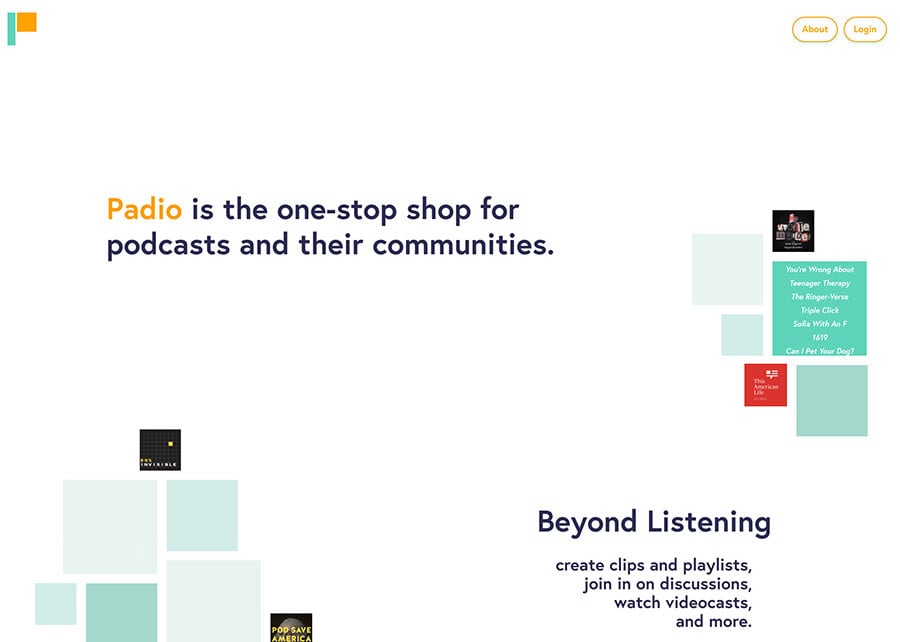 About
Login
Padio is the one-stop shop for
podcasts and their communities.
You're Wrong About
Teenager Therapy
The Ringer-Verse
Triple Click
Sofia With An F
1619
Can I Pet Your Dog?
This
American
Life
INVISIBLE
Beyond Listening
create clips and playlists,
join in on discussions,
watch videocasts,
and more.
POD SAVE
AMERICA